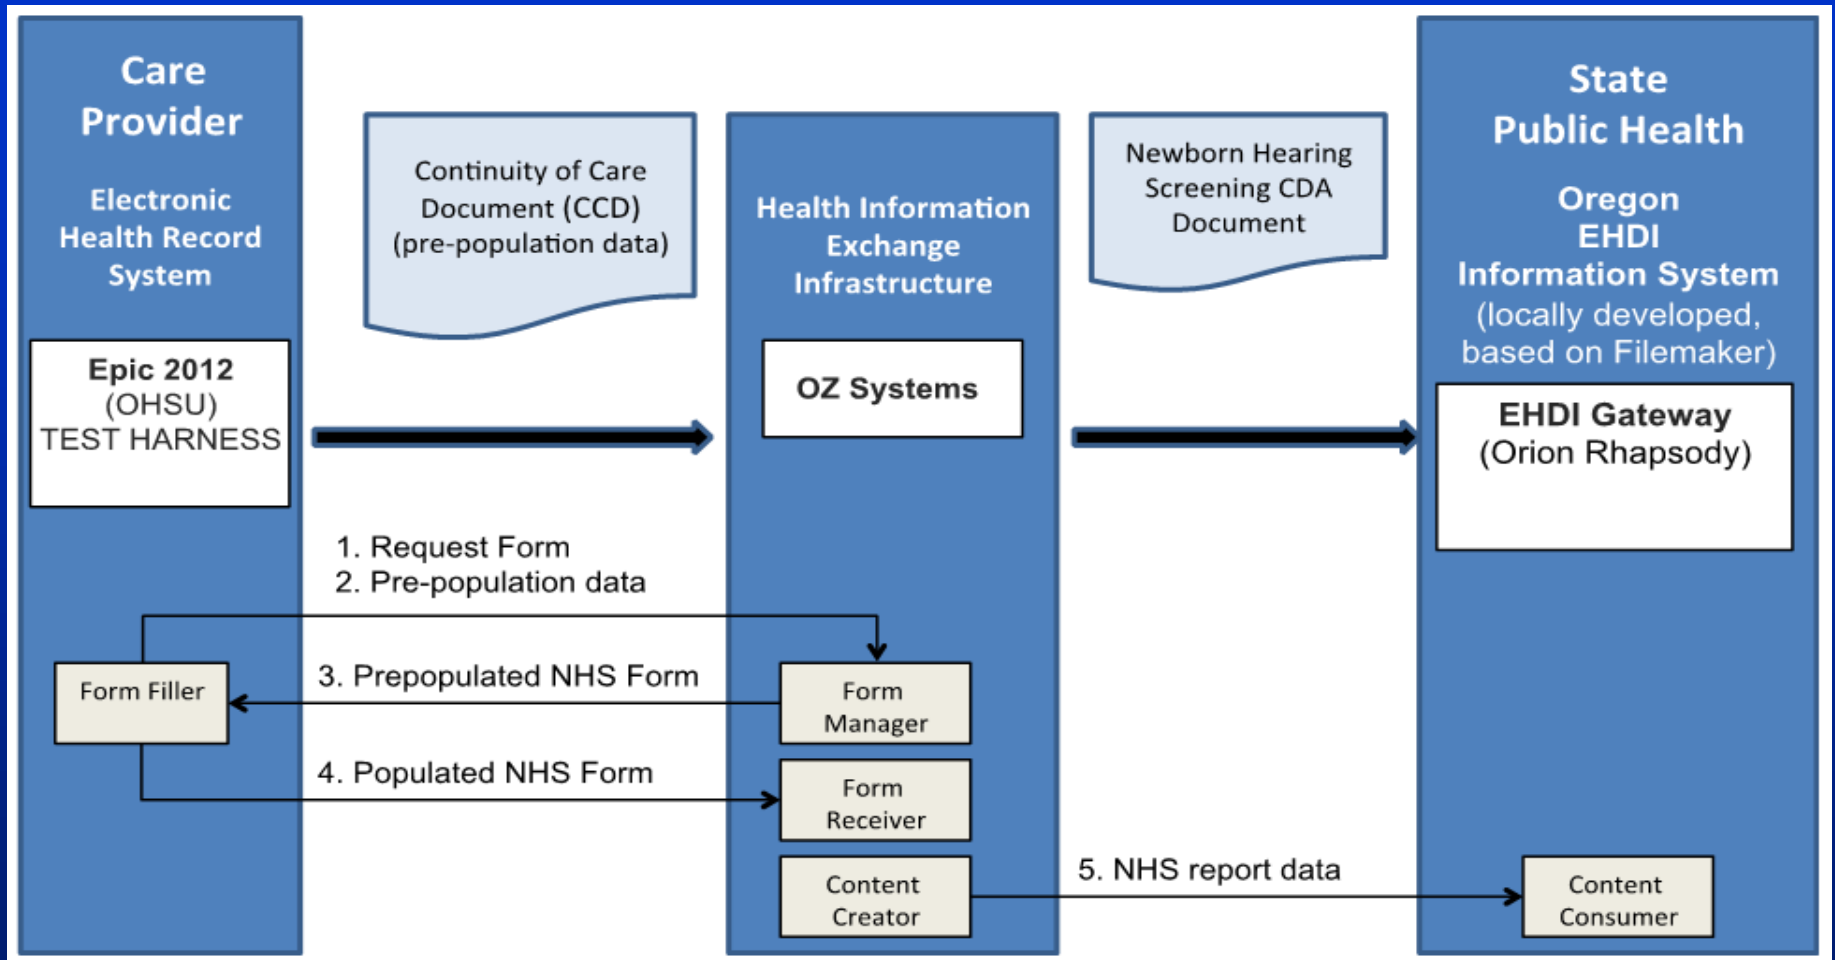 Care
Provider
Electronic
Health Record
System
Epic 2012
(OHSU)
TEST HARNESS
Continuity of Care
Document (CCD)
(pre-population data)
Health Information
Exchange
Infrastructure
OZ Systems
Newborn Hearing
Screening CDA
Document
State
Public Health
Oregon
EHDI
Information System
(locally developed,
based on Filemaker)
EHDI Gateway
(Orion Rhapsody)
1. Request Form
2. Pre-population data
Form Filler
3. Prepopulated NHS Form
Form
Manager
4. Populated NHS Form
Form
Receiver
Content
Creator
5. NHS report data
Content
Consumer